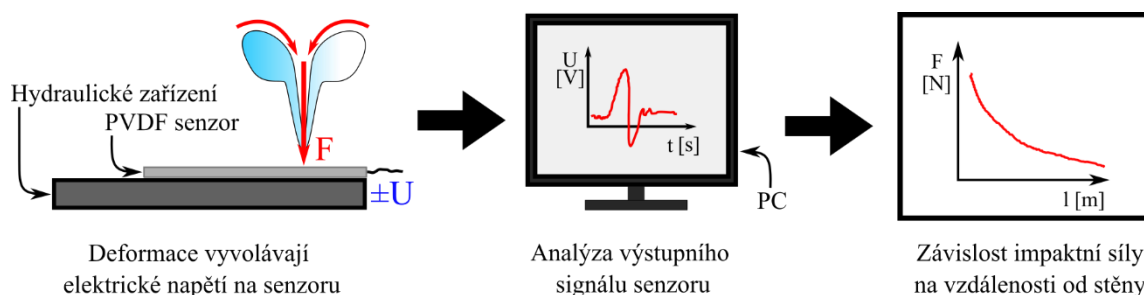 Hydraulické zařízení
PVDF senzor
F
±U
Deformace vyvolávají
elektrické napětí na senzoru
U
[V]
t [s]
PC
Analýza výstupního
signálu senzoru
F
[N]
l [m]
Závislost impaktní síly
na vzdálenosti od stěny